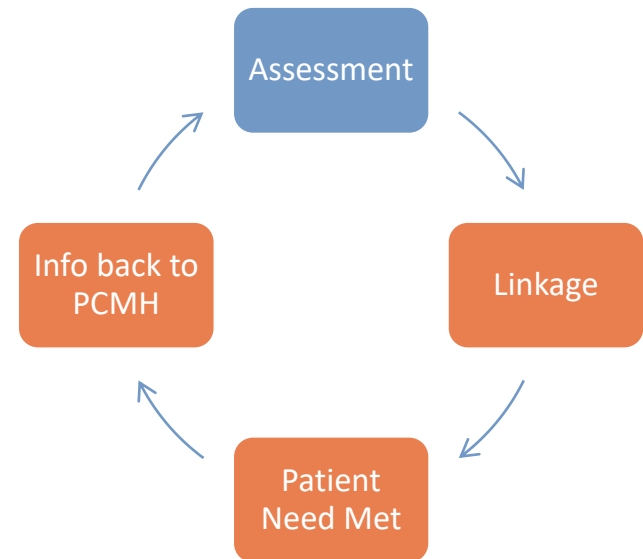 Assessment
Linkage
Patient
Need Met
Info back to
PCMH